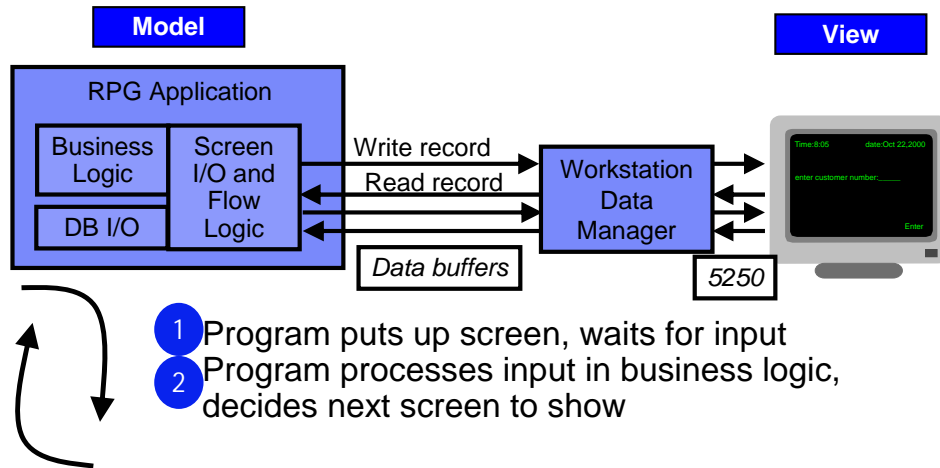 Model
View
RPG Application
Business
Logic
DB I/O
Screen
I/O and
Flow
Logic
Write record
Read record
Data buffers
Workstation
Data
Manager
5250
Time:8:05 date:Oct 22,2000
enter customer number:_____
Enter
1 Program puts up screen, waits for input
2 Program processes input in business logic,
decides next screen to show